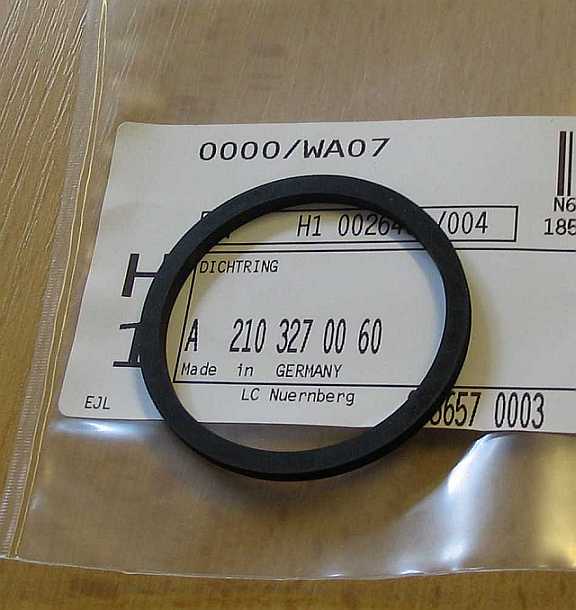 0000/WA07
N6
H1 00264 /004
185
DICHTRING
H
A 210 327 00 60
Made in GERMANY
LC Nuernberg
EJL
3657 0003